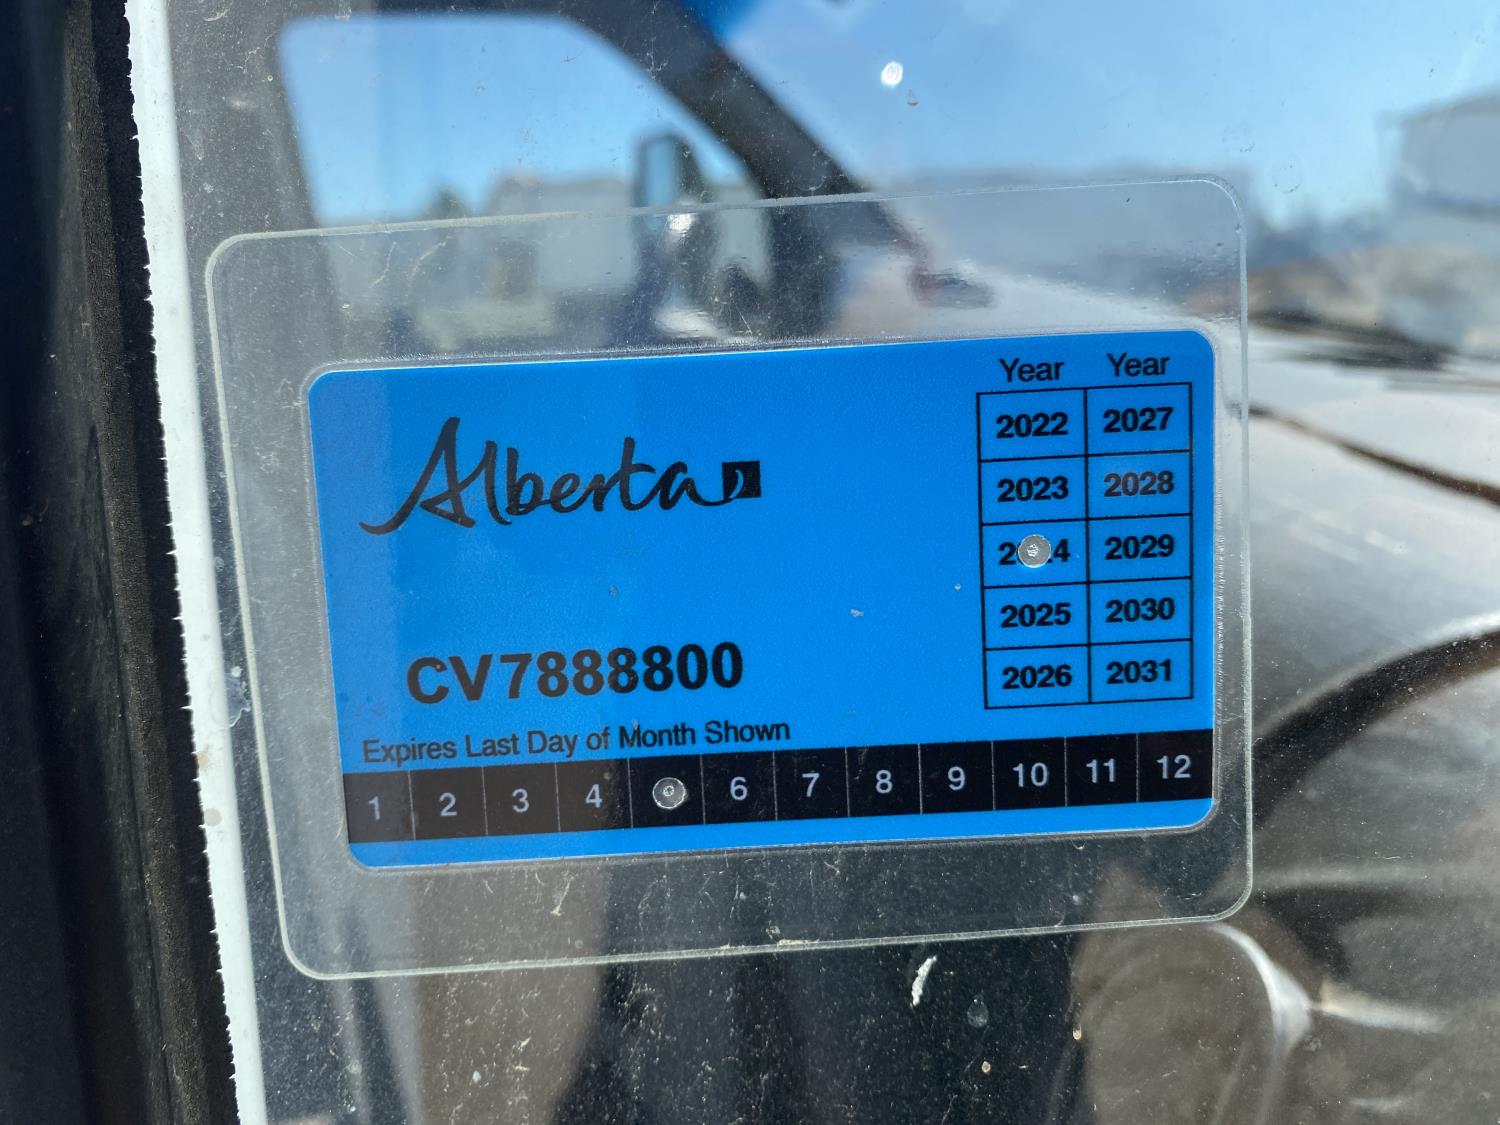 Alberta
Year Year
2022 2027
2023 2028
2029
2025 2030
2026 2031
CV7888800
Expires Last Day of Month Shown
1 2 3 4 6 7 8 9 10 11 12